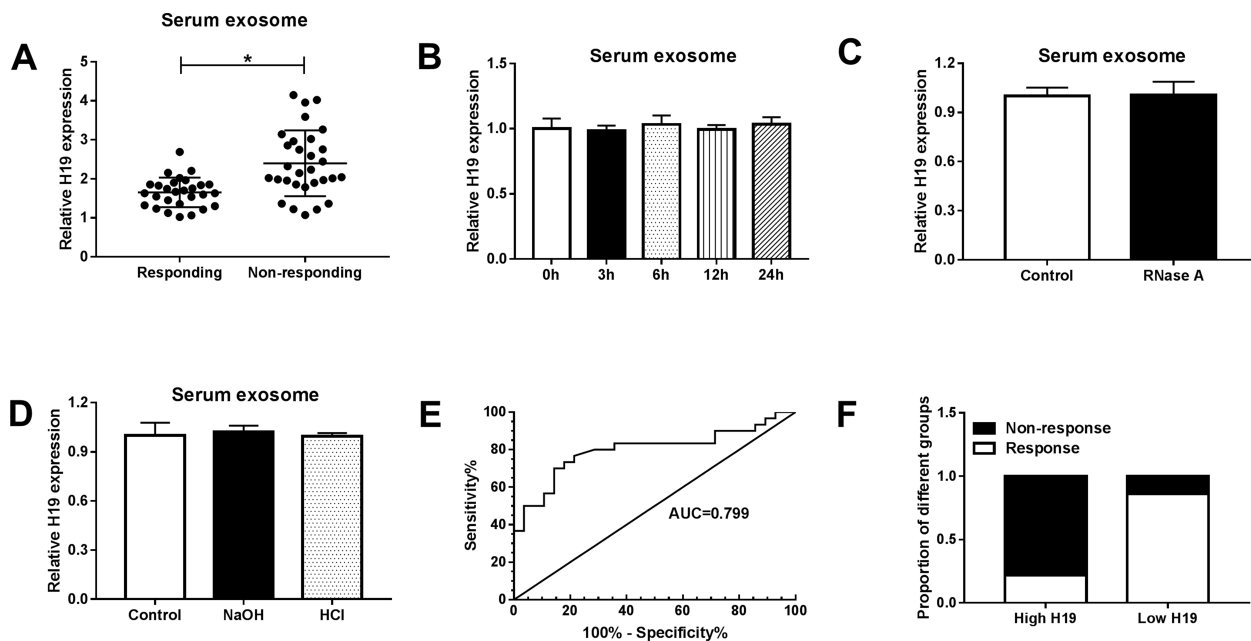 A
Serum exosome
Relative H19 expression
5
4
3
2
1
0
*
Responding Non-responding
B
Serum exosome
Relative H19 expression
1.5
1.0
0.5
0.0
0h 3h 6h 12h 24h
C
Serum exosome
Relative H19 expression
1.2
0.9
0.6
0.3
0.0
Control RNase A
D
Serum exosome
Relative H19 expression
1.2
0.9
0.6
0.3
0.0
Control NaOH HCl
E
Sensitivity%
100
80
60
40
20
0
AUC=0.799
0 20 40 60 80 100
100% - Specificity%
F
Proportion of different groups
1.5
1.0
0.5
0.0
Non-response
Response
High H19 Low H19